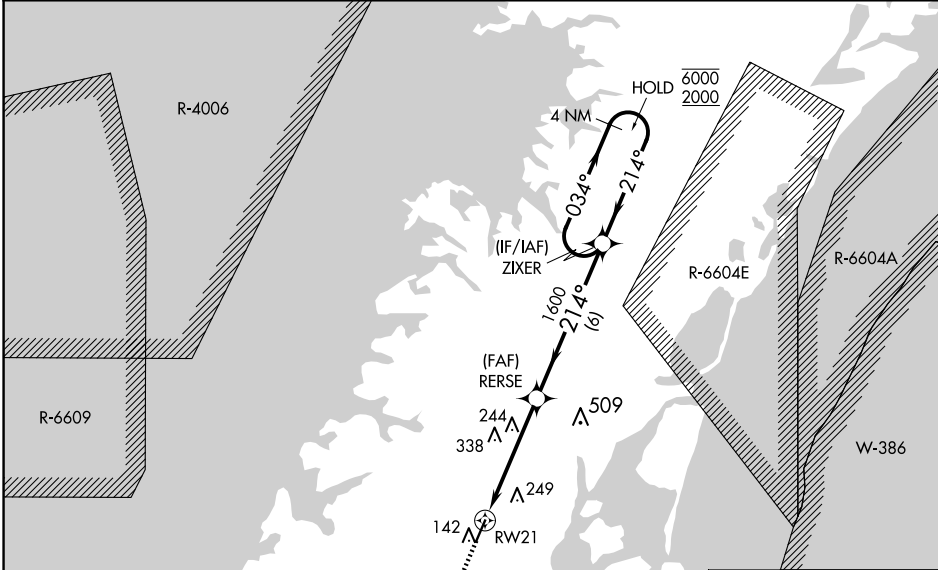 R-4006
HOLD
6000
2000
4 NM
034°
214°
(IF/IAF)
ZIXER
R-6604E
R-6604A
1600
214°
(6)
(FAF)
RERSE
R-6609
244
509
338
W-386
249
142
RW21